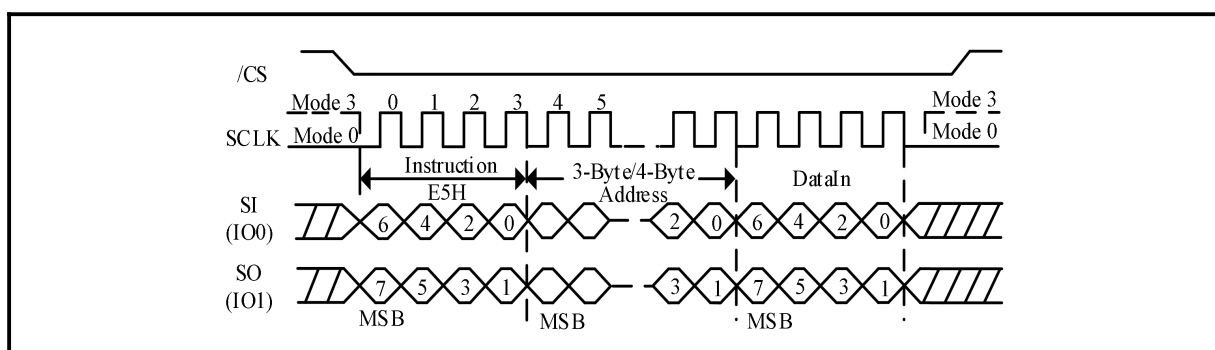 /CS
Mode 3 0 1 2 3 4 5 Mode 3
SCLK Mode 0 Mode 0
Instruction 3-Byte/4-Byte DataIn
E5H Address
SI
(IO0) 6 4 2 0 2 0 6 4 2 0
SO
(IO1) 7 5 3 1 3 1 7 5 3 1
MSB MSB MSB